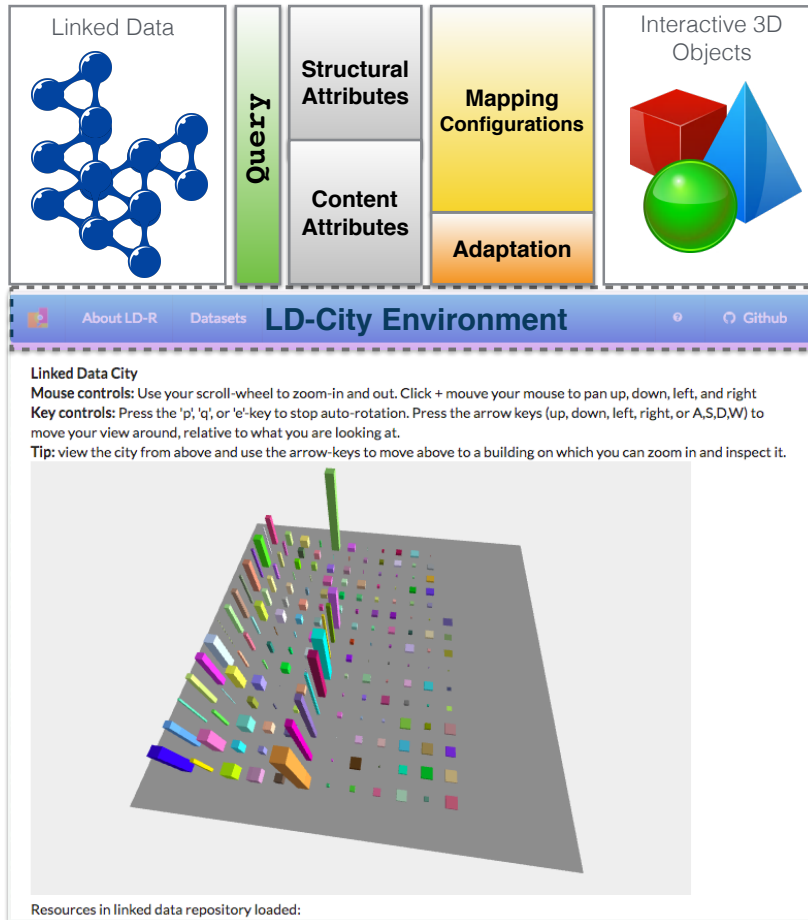 Linked Data
Query
Structural
Attributes
Content
Attributes
Mapping
Configurations
Adaptation
Interactive 3D
Objects
About LD-R Datasets LD-City Environment ? Github
Linked Data City
Mouse controls: Use your scroll-wheel to zoom-in and out. Click + mouve your mouse to pan up, down, left, and right
Key controls: Press the 'p', 'q', or 'e'-key to stop auto-rotation. Press the arrow keys (up, down, left, right, or A,S,D,W) to
move your view around, relative to what you are looking at.
Tip: view the city from above and use the arrow-keys to move above to a building on which you can zoom in and inspect it.
Resources in linked data repository loaded: